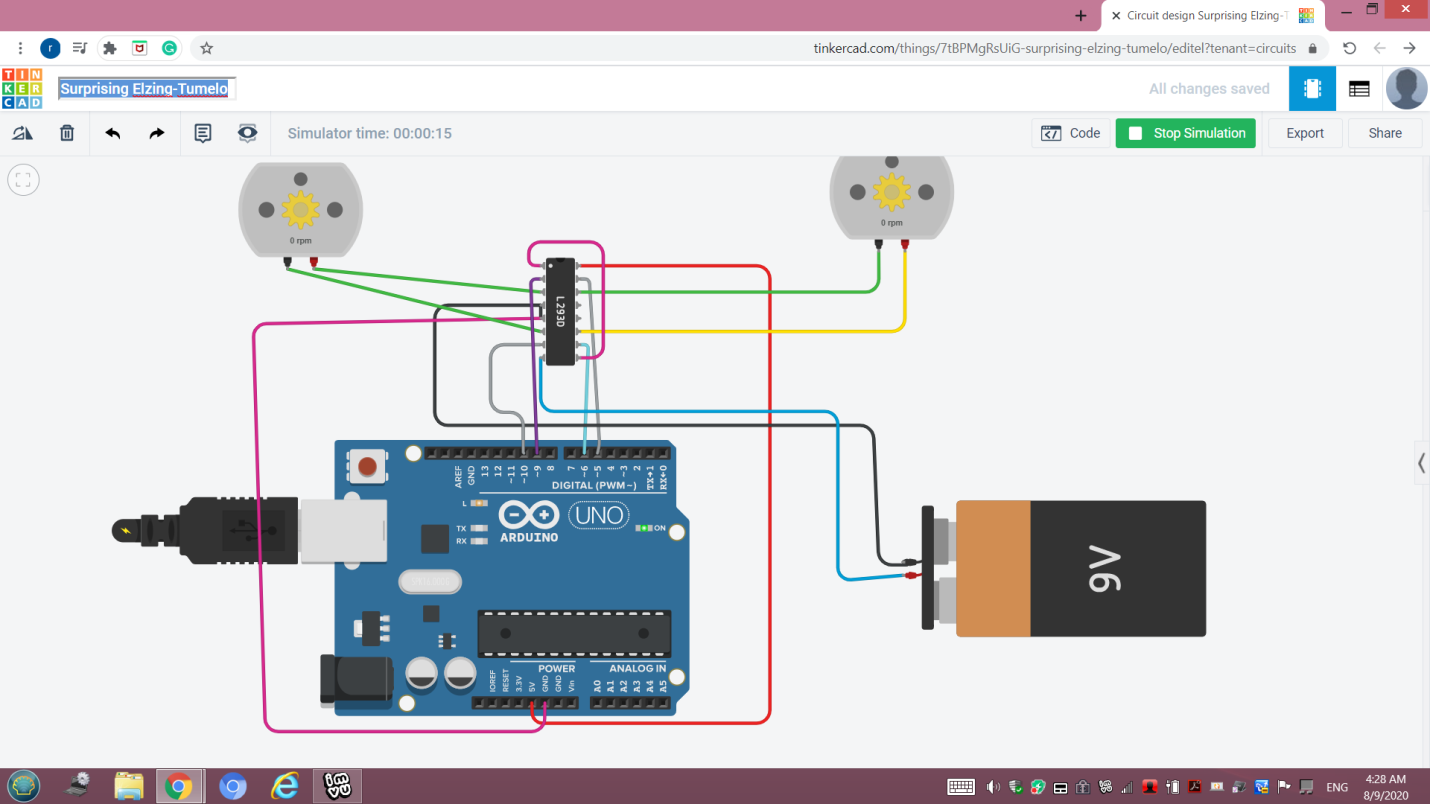 Circuit design Surprising Elzing-T
tinkercad.com/things/7tBPMgRsUiG-surprising-elzing-tumelo/editel?tenant=circuits
r
TIN
KER
CAD
Surprising Elzing-Tumelo
All changes saved
Simulator time: 00:00:15
Code
Stop Simulation
Export
Share
0 rpm
0 rpm
L293D
AREF
GND
13
12
~11
~10
~9
8
7
~6
~5
4
~3
2
TX→1
RX←0
DIGITAL (PWM~)
L
TX
RX
UNO
ON
ARDUINO
9V
POWER
ANALOG IN
IOREF
RESET
3.3V
5V
GND
GND
Vin
A0
A1
A2
A3
A4
A5
ENG
4:28 AM
8/9/2020